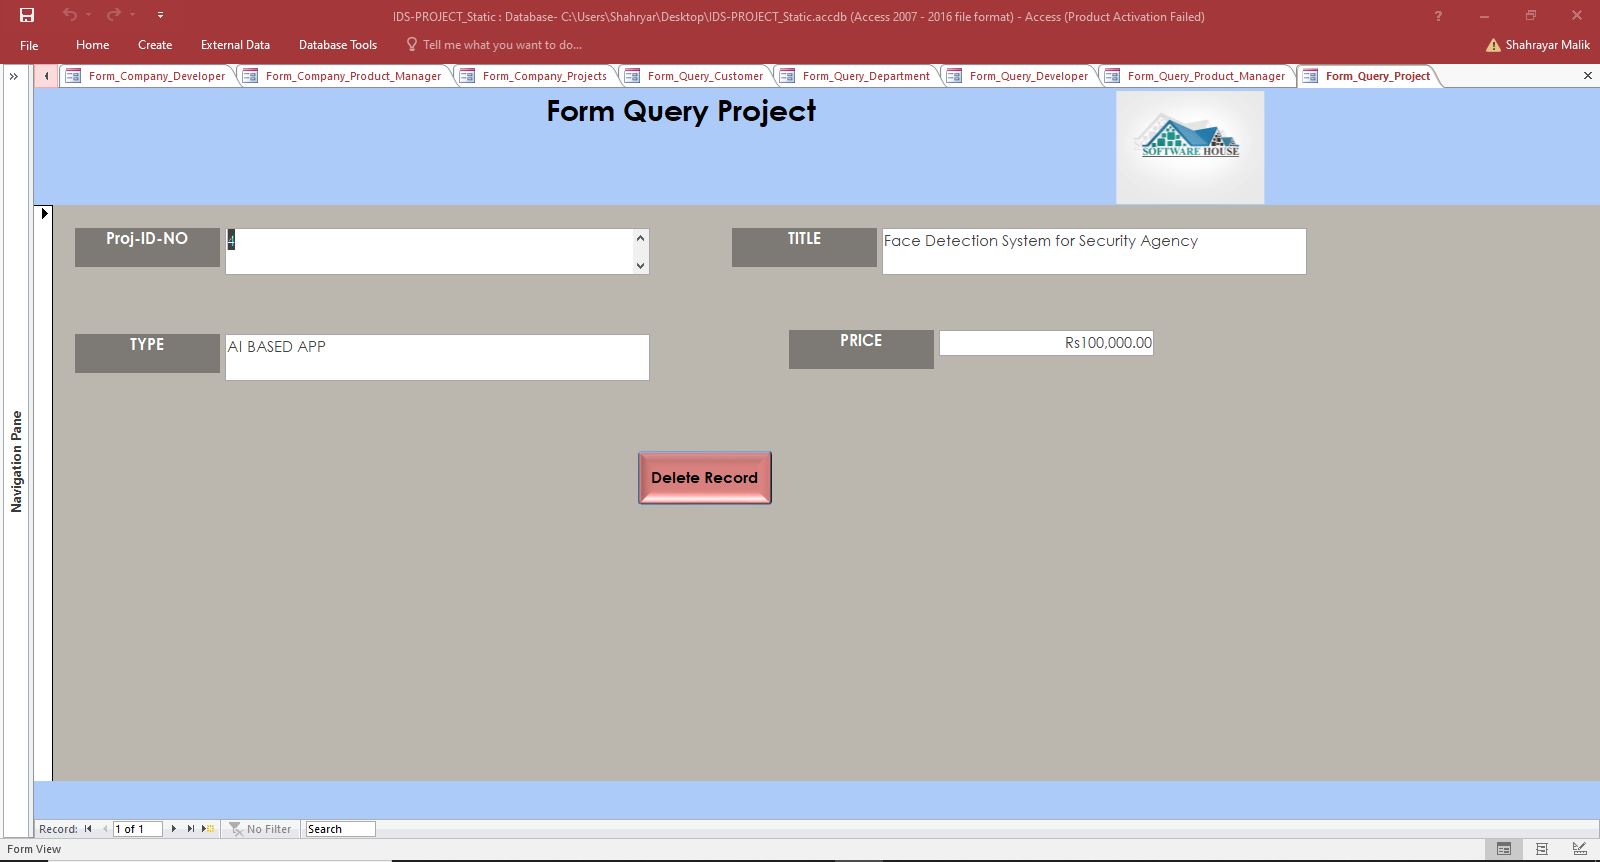 IDS-PROJECT_Static : Database- C:\Users\Shahryar\Desktop\IDS-PROJECT_Static.accdb (Access 2007 - 2016 file format) - Access (Product Activation Failed)
?
File Home Create External Data Database Tools Tell me what you want to do... Shahrayar Malik
Form_Company_Developer Form_Company_Product_Manager Form_Company_Projects Form_Query_Customer Form_Query_Department Form_Query_Developer Form_Query_Product_Manager Form_Query_Project
Form Query Project
SOFTWARE HOUSE
Proj-ID-NO 4 TITLE Face Detection System for Security Agency
TYPE AI BASED APP PRICE Rs100,000.00
Delete Record
Navigation Pane
Record: 1 of 1 No Filter Search
Form View